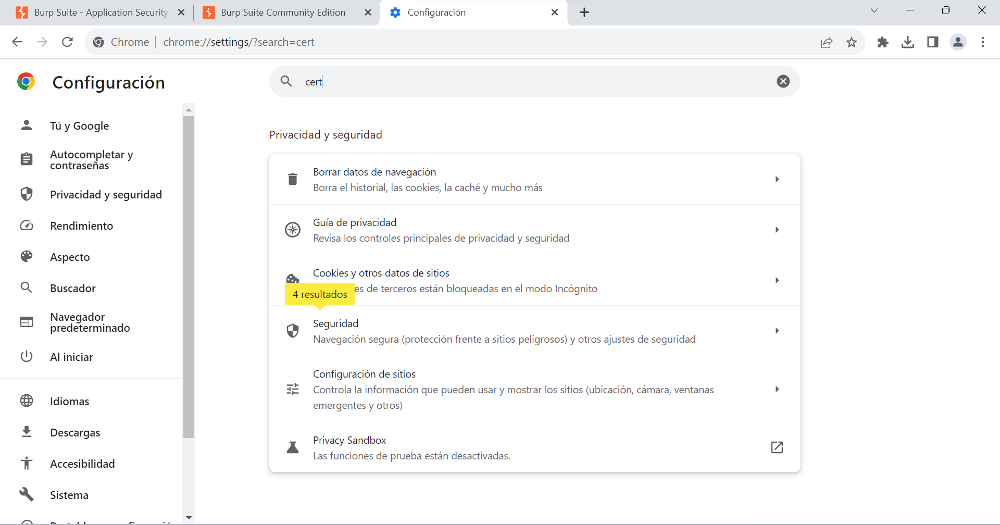 Burp Suite - Application Security
Burp Suite Community Edition
Configuración
Chrome
chrome://settings/?search=cert
Configuración
cert
Tú y Google
Autocompletar y
contraseñas
Privacidad y seguridad
Rendimiento
Aspecto
Buscador
Navegador
predeterminado
Al iniciar
Idiomas
Descargas
Accesibilidad
Sistema
Privacidad y seguridad
Borrar datos de navegación
Borra el historial, las cookies, la caché y mucho más
Guía de privacidad
Revisa los controles principales de privacidad y seguridad
Cookies y otros datos de sitios
de terceros están bloqueadas en el modo Incógnito
4 resultados
Seguridad
Navegación segura (protección frente a sitios peligrosos) y otros ajustes de seguridad
Configuración de sitios
Controla la información que pueden usar y mostrar los sitios (ubicación, cámara, ventanas
emergentes y otros)
Privacy Sandbox
Las funciones de prueba están desactivadas.